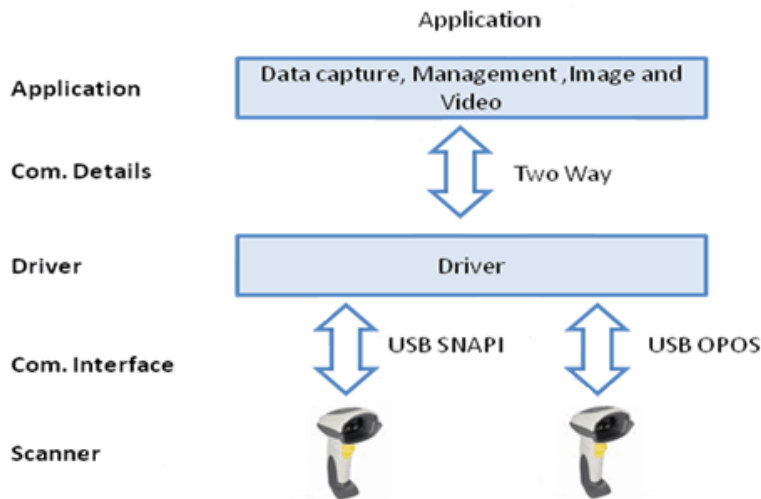 Application
Application
Data capture, Management ,Image and
Video
Com. Details
Two Way
Driver
Driver
USB SNAPI
USB OPOS
Com. Interface
Scanner